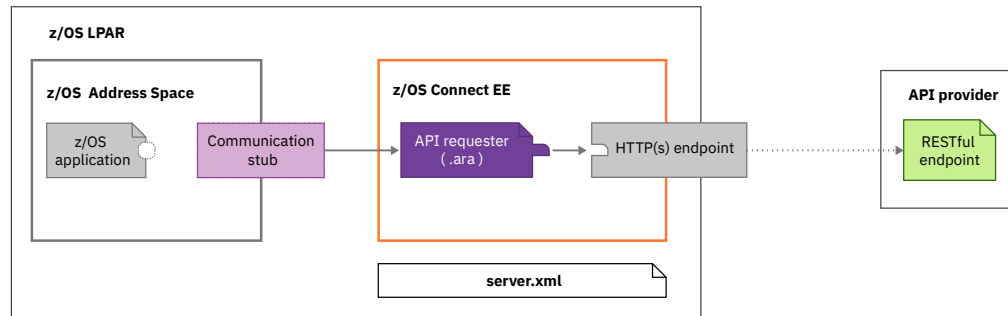 z/OS LPAR
z/OS Address Space
z/OS
application
Communication
stub
z/OS Connect EE
API requester
( .ara )
HTTP(s) endpoint
server.xml
API provider
RESTful
endpoint